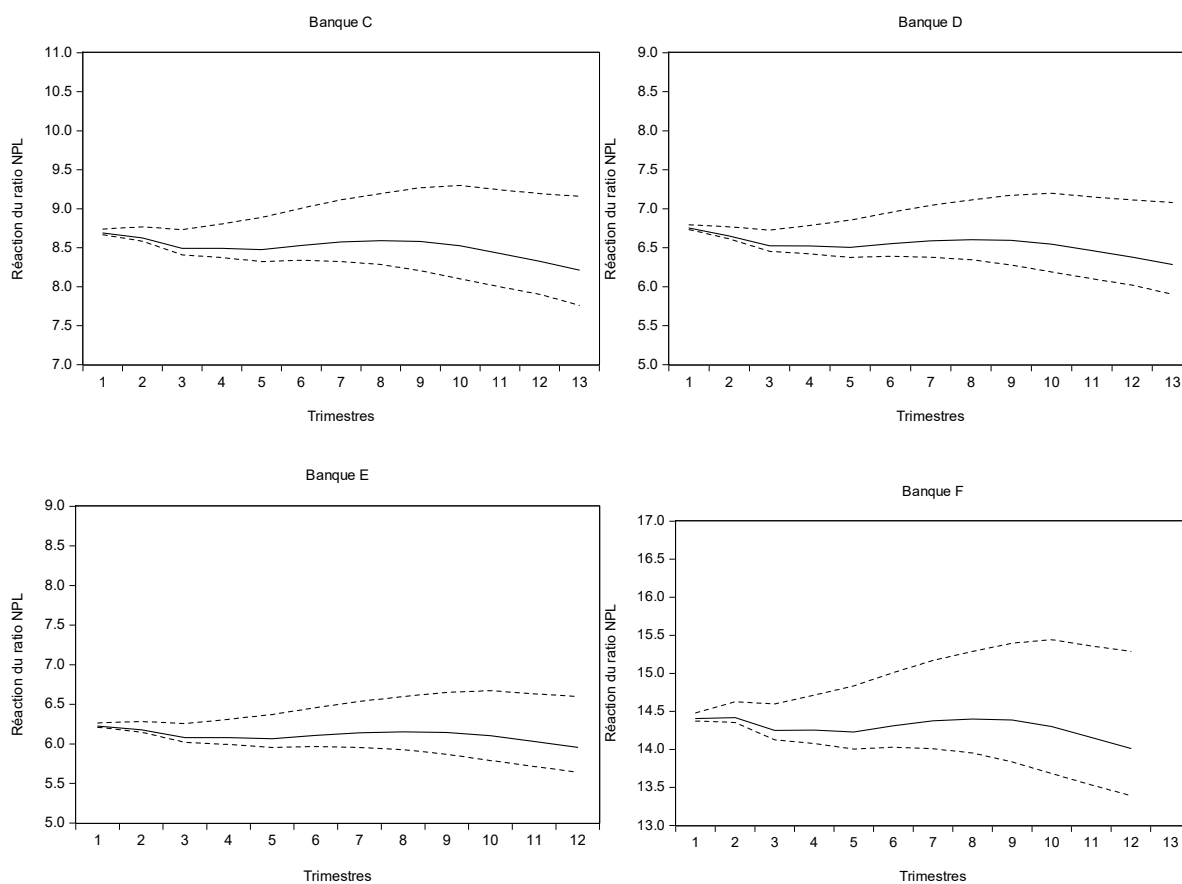 Banque C
11.0
10.5
10.0
9.5
9.0
8.5
8.0
7.5
7.0
Réaction du ratio NPL
1 2 3 4 5 6 7 8 9 10 11 12 13
Trimestres
Banque D
9.0
8.5
8.0
7.5
7.0
6.5
6.0
5.5
5.0
Réaction du ratio NPL
1 2 3 4 5 6 7 8 9 10 11 12 13
Trimestres
Banque E
9.0
8.5
8.0
7.5
7.0
6.5
6.0
5.5
5.0
Réaction du ratio NPL
1 2 3 4 5 6 7 8 9 10 11 12
Trimestres
Banque F
17.0
16.5
16.0
15.5
15.0
14.5
14.0
13.5
13.0
Réaction du ratio NPL
1 2 3 4 5 6 7 8 9 10 11 12 13
Trimestres